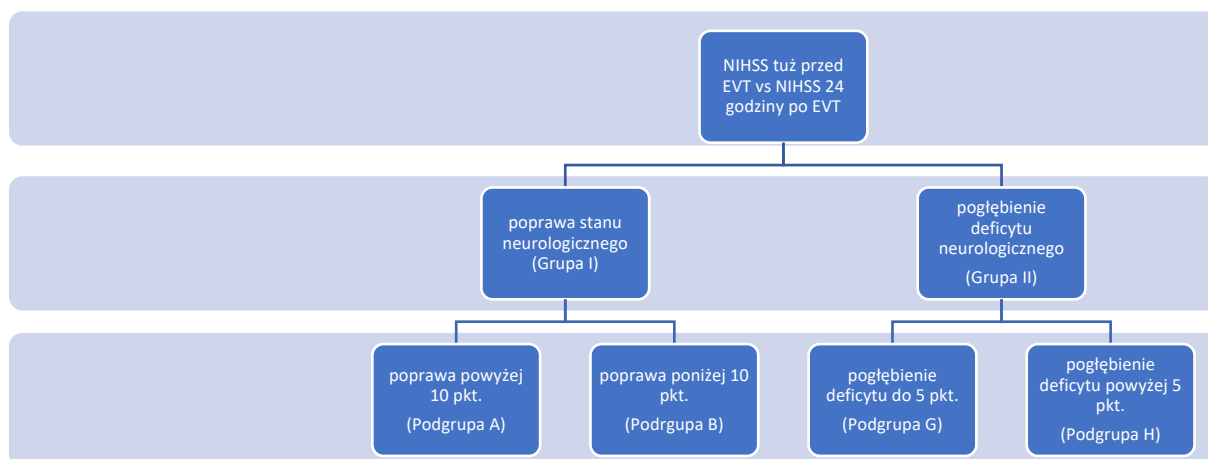 NIHSS tuż przed
EVT vs NIHSS 24
godziny po EVT
poprawa stanu
neurologicznego
(Grupa I)
pogłębienie
deficytu
neurologicznego
(Grupa II)
poprawa powyżej
10 pkt.
(Podgrupa A)
poprawa poniżej 10
pkt.
(Podrgupa B)
pogłębienie
deficytu do 5 pkt.
(Podgrupa G)
pogłębienie
deficytu powyżej 5
pkt.
(Podgrupa H)